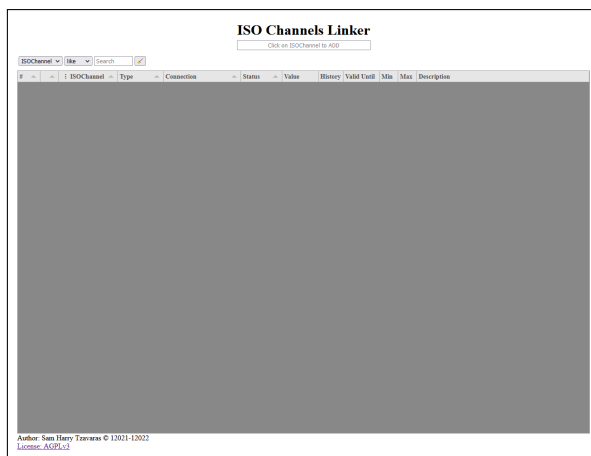 ISO Channels Linker
Click on ISOChannel to ADD
ISOChannel like Search
# ISOChannel Type Connection Status Value History Valid Until Min Max Description
Author: Sam Harry Tzavaras © 12021-12022
License: AGPLv3